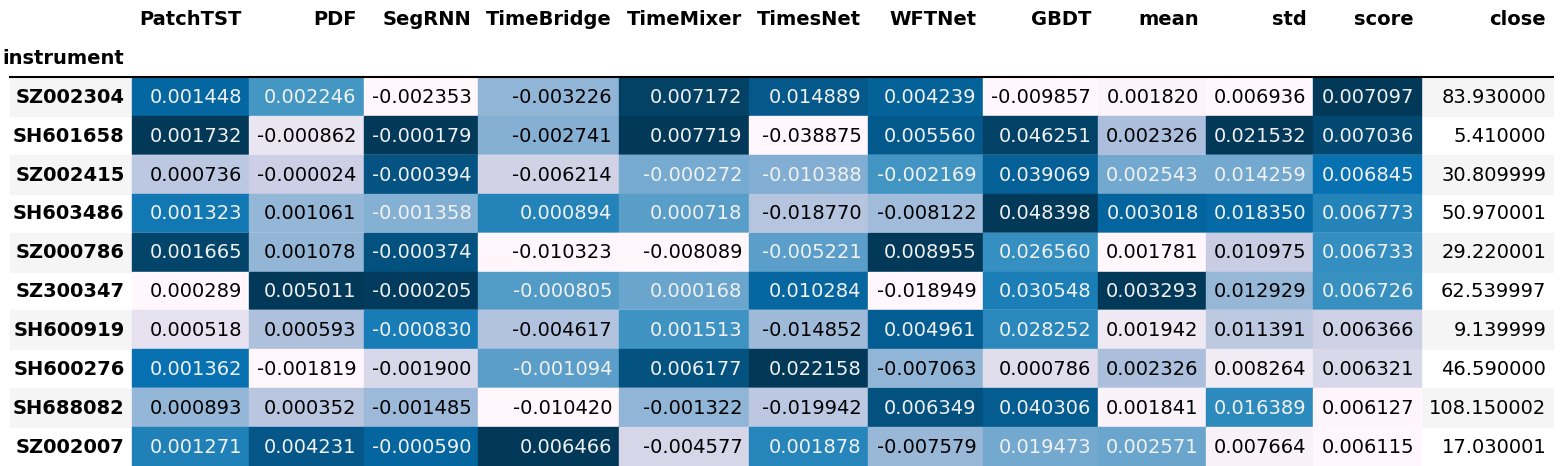 PatchTST PDF SegRNN TimeBridge TimeMixer TimesNet WFTNet GBDT mean std score close
instrument
SZ002304 0.001448 0.002246 -0.002353 -0.003226 0.007172 0.014889 0.004239 -0.009857 0.001820 0.006936 0.007097 83.930000
SH601658 0.001732 -0.000862 -0.000179 -0.002741 0.007719 -0.038875 0.005560 0.046251 0.002326 0.021532 0.007036 5.410000
SZ002415 0.000736 -0.000024 -0.000394 -0.006214 -0.000272 -0.010388 -0.002169 0.039069 0.002543 0.014259 0.006845 30.809999
SH603486 0.001323 0.001061 -0.001358 0.000894 0.000718 -0.018770 -0.008122 0.048398 0.003018 0.018350 0.006773 50.970001
SZ000786 0.001665 0.001078 -0.000374 -0.010323 -0.008089 -0.005221 0.008955 0.026560 0.001781 0.010975 0.006733 29.220001
SZ300347 0.000289 0.005011 -0.000205 -0.000805 0.000168 0.010284 -0.018949 0.030548 0.003293 0.012929 0.006726 62.539997
SH600919 0.000518 0.000593 -0.000830 -0.004617 0.001513 -0.014852 0.004961 0.028252 0.001942 0.011391 0.006366 9.139999
SH600276 0.001362 -0.001819 -0.001900 -0.001094 0.006177 0.022158 -0.007063 0.000786 0.002326 0.008264 0.006321 46.590000
SH688082 0.000893 0.000352 -0.001485 -0.010420 -0.001322 -0.019942 0.006349 0.040306 0.001841 0.016389 0.006127 108.150002
SZ002007 0.001271 0.004231 -0.000590 0.006466 -0.004577 0.001878 -0.007579 0.019473 0.002571 0.007664 0.006115 17.030001